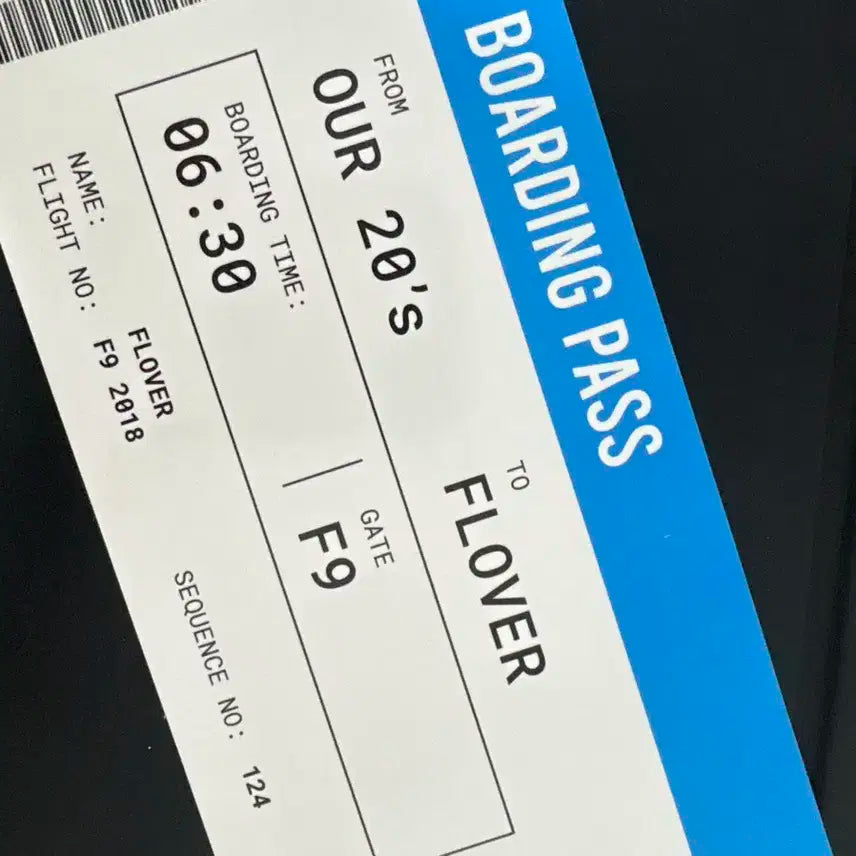 BOARDING PASS
FROM
OUR 20's
TO
FLOVER
BOARDING TIME:
06:30
GATE
F9
NAME: FLOVER
FLIGHT NO: F9 2018
SEQUENCE NO: 124